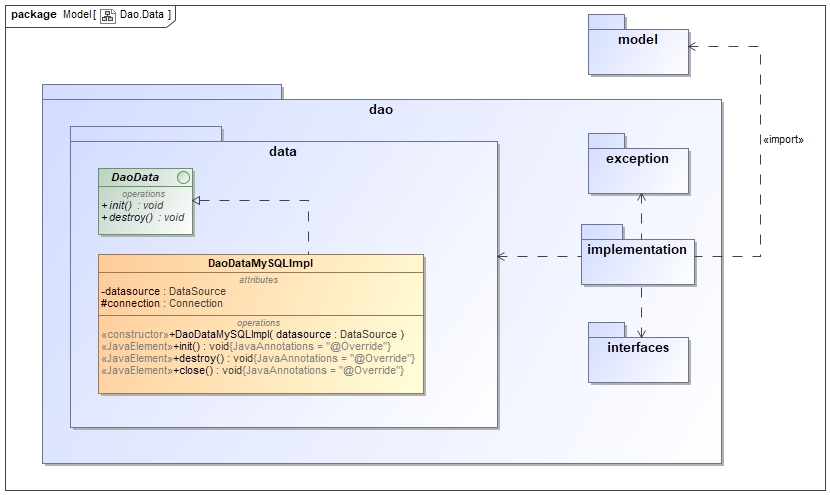 package Model[ Dao.Data ]
model
dao
«import»
data
exception
DaoData
operations
+init() : void
+destroy() : void
implementation
DaoDataMySQLImpl
attributes
-datasource : DataSource
#connection : Connection
operations
«constructor»+DaoDataMySQLImpl( datasource : DataSource )
«JavaElement»+init() : void{JavaAnnotations = "@Override"}
«JavaElement»+destroy() : void{JavaAnnotations = "@Override"}
«JavaElement»+close() : void{JavaAnnotations = "@Override"}
interfaces